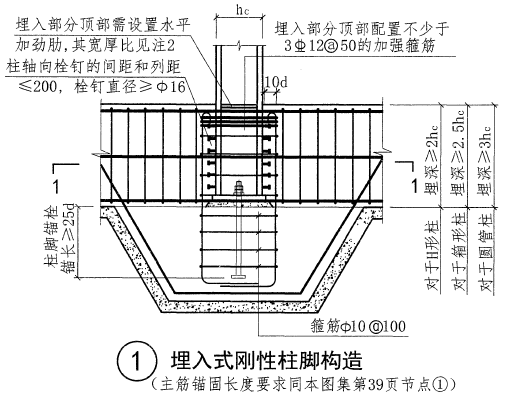 hc
埋入部分顶部需设置水平
加劲肋,其宽厚比见注2
柱轴向栓钉的间距和列距
≤200, 栓钉直径≥Φ16
埋入部分顶部配置不少于
3Φ12@50的加强箍筋
10d
1
1
柱脚锚栓
锚长≥25d
埋深≥2hc
对于H形柱
埋深≥2.5hc
对于箱形柱
埋深≥3hc
对于圆管柱
箍筋Φ10@100
1 埋入式刚性柱脚构造
(主筋锚固长度要求同本图集第39页节点①)